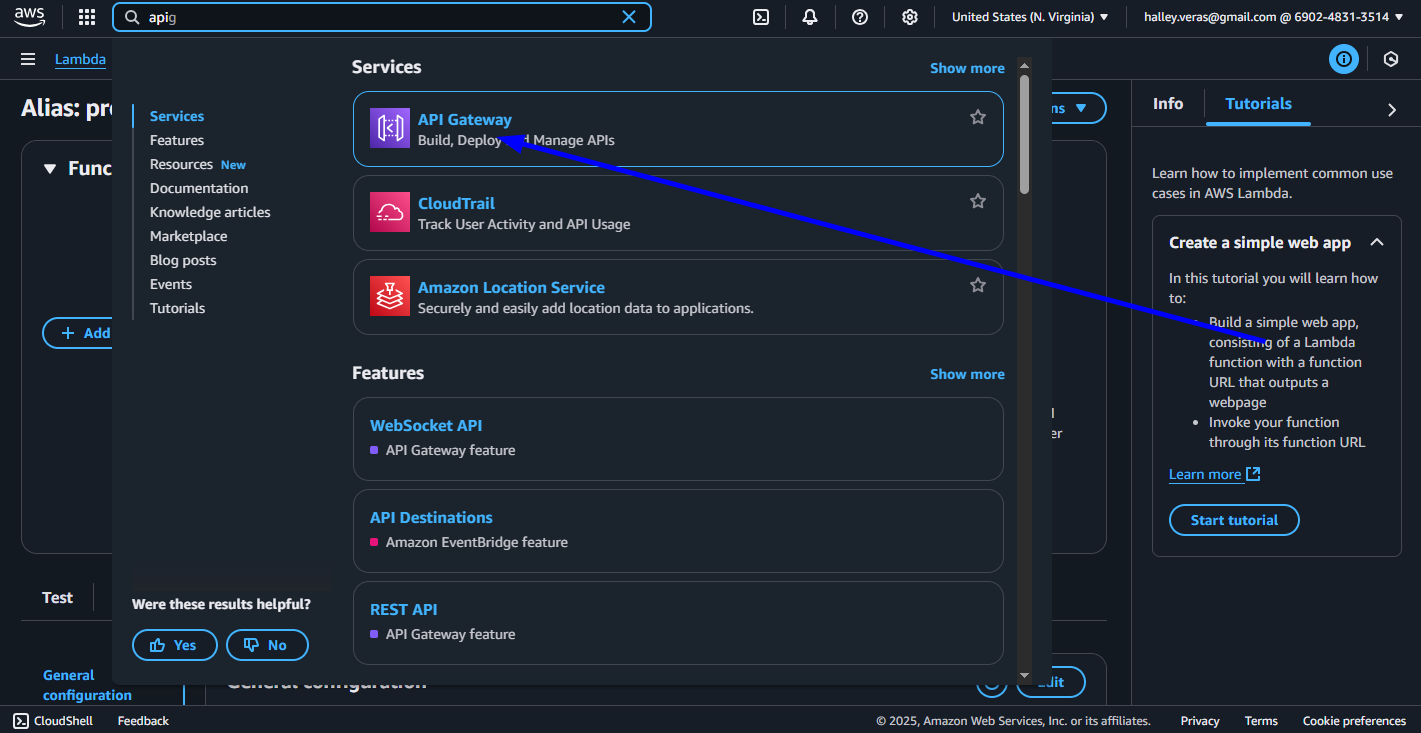 aws
apig
United States (N. Virginia)
halley.veras@gmail.com @ 6902-4831-3514
Lambda
Alias:
Func
Add
Test
General
configuration
Services
Features
Resources New
Documentation
Knowledge articles
Marketplace
Blog posts
Events
Tutorials
Were these results helpful?
Yes
No
Services
Show more
API Gateway
Build, Deploy and Manage APIs
CloudTrail
Track User Activity and API Usage
Amazon Location Service
Securely and easily add location data to applications.
Features
Show more
WebSocket API
API Gateway feature
API Destinations
Amazon EventBridge feature
REST API
API Gateway feature
General configuration
Edit
ns
er
Info
Tutorials
Learn how to implement common use
cases in AWS Lambda.
Create a simple web app
In this tutorial you will learn how
to:
Build a simple web app,
consisting of a Lambda
function with a function
URL that outputs a
webpage
Invoke your function
through its function URL
Learn more
Start tutorial
CloudShell
Feedback
© 2025, Amazon Web Services, Inc. or its affiliates.
Privacy
Terms
Cookie preferences